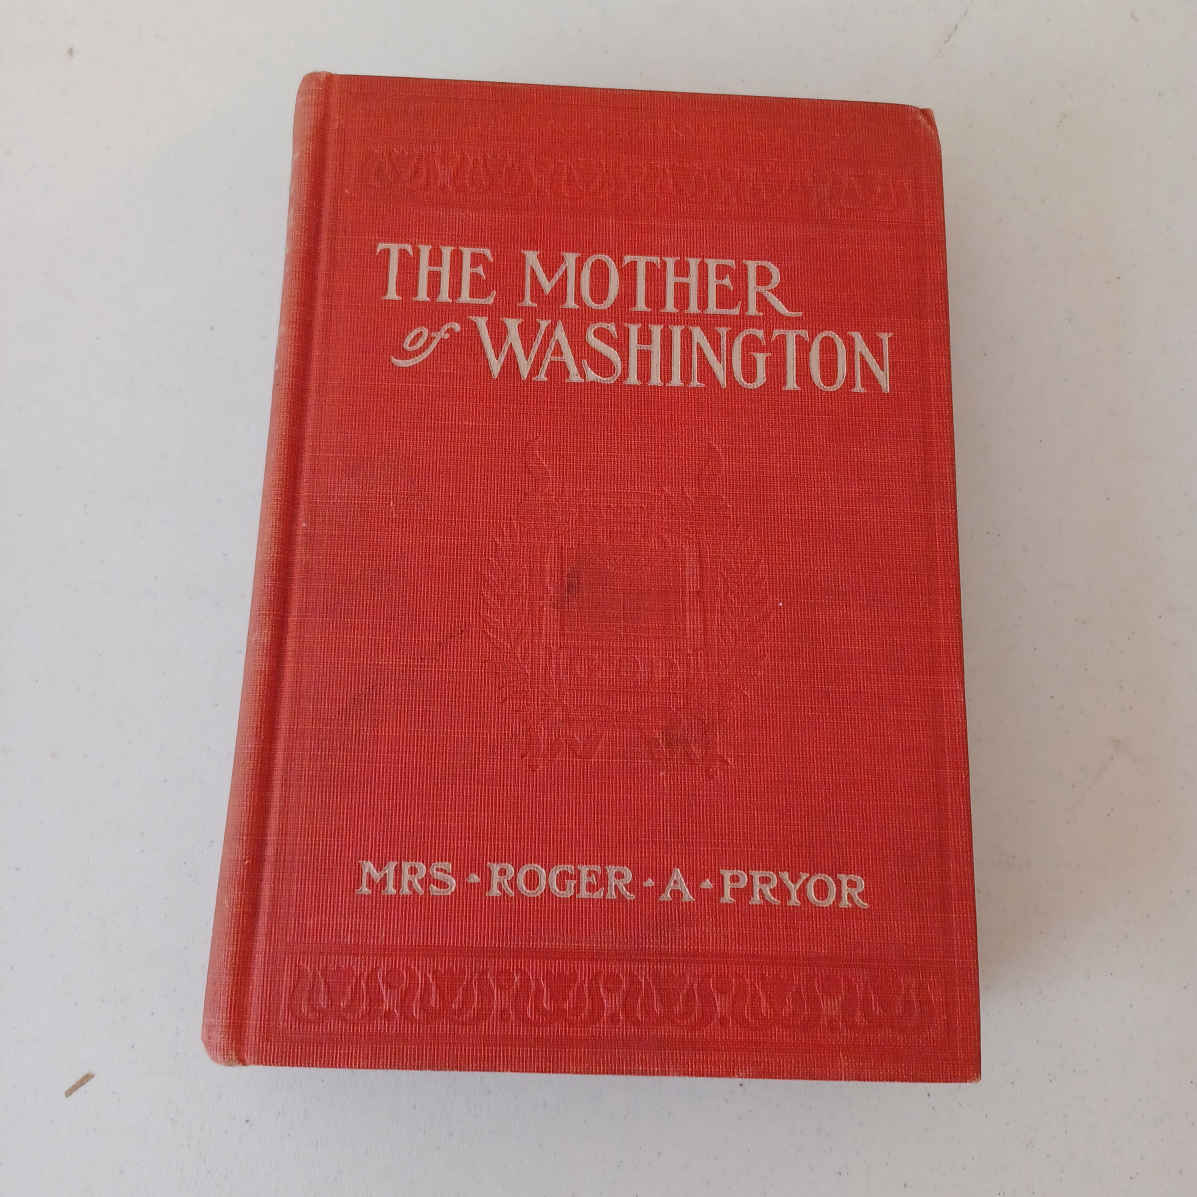 THE MOTHER
of WASHINGTON
MRS · ROGER · A · PRYOR